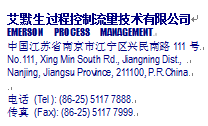 艾默生过程控制流量技术有限公司
EMERSON PROCESS MANAGEMENT
中国江苏省南京市江宁区兴民南路 111 号
No.111, Xing Min South Rd., Jiangning Dist.,
Nanjing, Jiangsu Province, 211100, P.R.China.
电话 (Tel): (86-25) 5117 7888.
传真 (Fax): (86-25) 5117 7999.